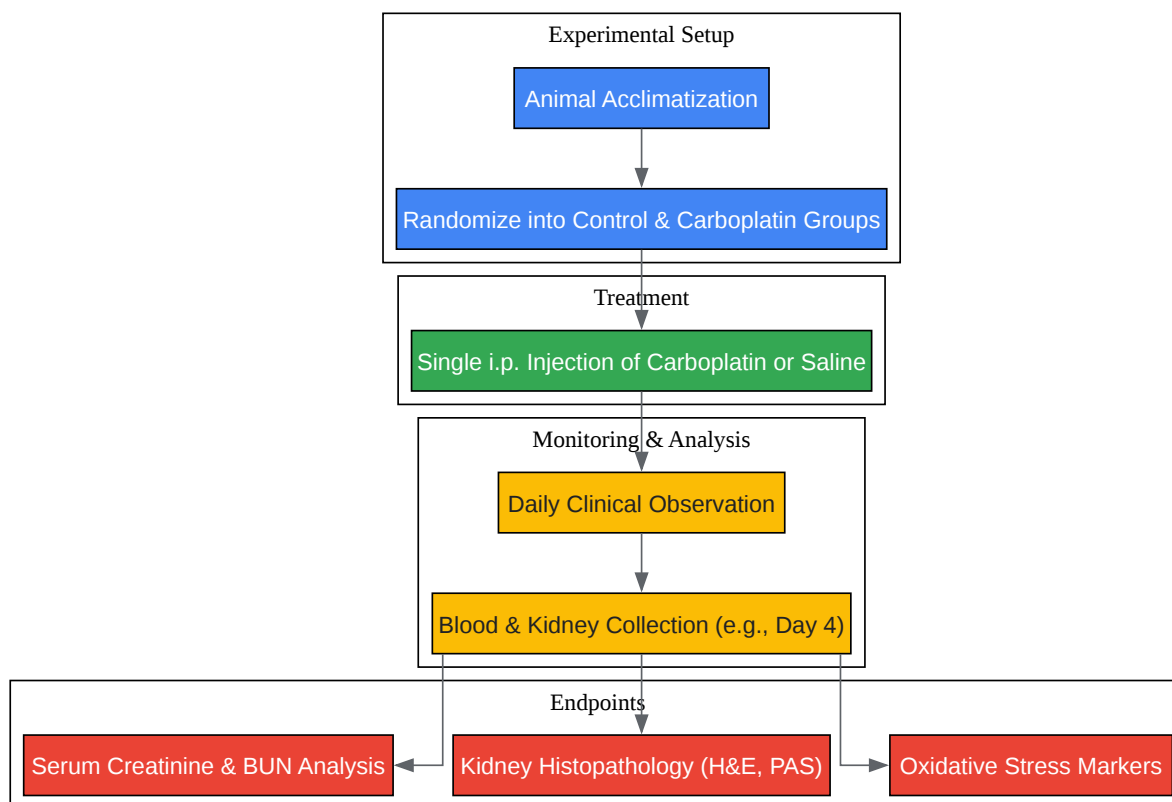 Experimental Setup
Animal Acclimatization
Randomize into Control & Carboplatin Groups
Treatment
Single i.p. Injection of Carboplatin or Saline
Monitoring & Analysis
Daily Clinical Observation
Blood & Kidney Collection (e.g., Day 4)
Endpoints
Serum Creatinine & BUN Analysis
Kidney Histopathology (H&E, PAS)
Oxidative Stress Markers